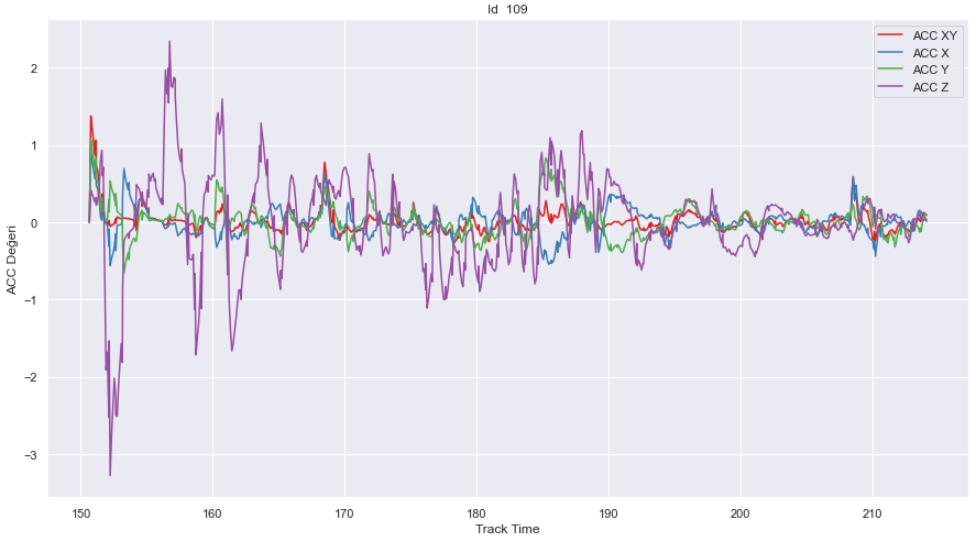 Id 109
ACC XY
ACC X
ACC Y
ACC Z
ACC Değeri
2
1
0
−1
−2
−3
150 160 170 180 190 200 210
Track Time